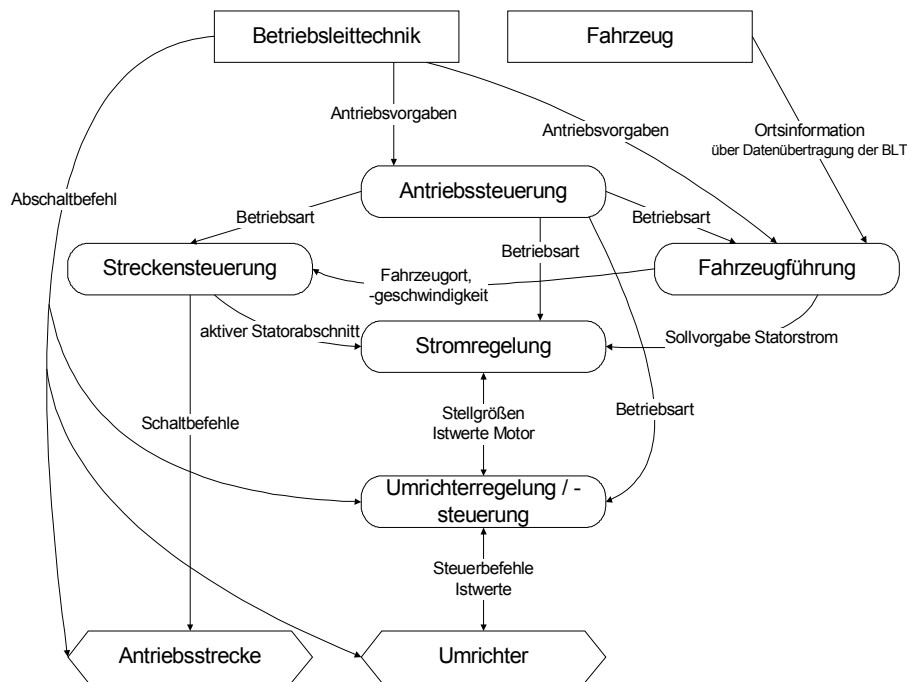 Betriebsleittechnik
Fahrzeug
Antriebsvorgaben
Antriebsvorgaben
Ortsinformation
über Datenübertragung der BLT
Abschaltbefehl
Antriebssteuerung
Betriebsart
Betriebsart
Betriebsart
Streckensteuerung
Fahrzeugort,
-geschwindigkeit
Fahrzeugführung
aktiver Statorabschnitt
Stromregelung
Sollvorgabe Statorstrom
Schaltbefehle
Stellgrößen
Istwerte Motor
Betriebsart
Umrichterregelung / -
steuerung
Steuerbefehle
Istwerte
Antriebsstrecke
Umrichter